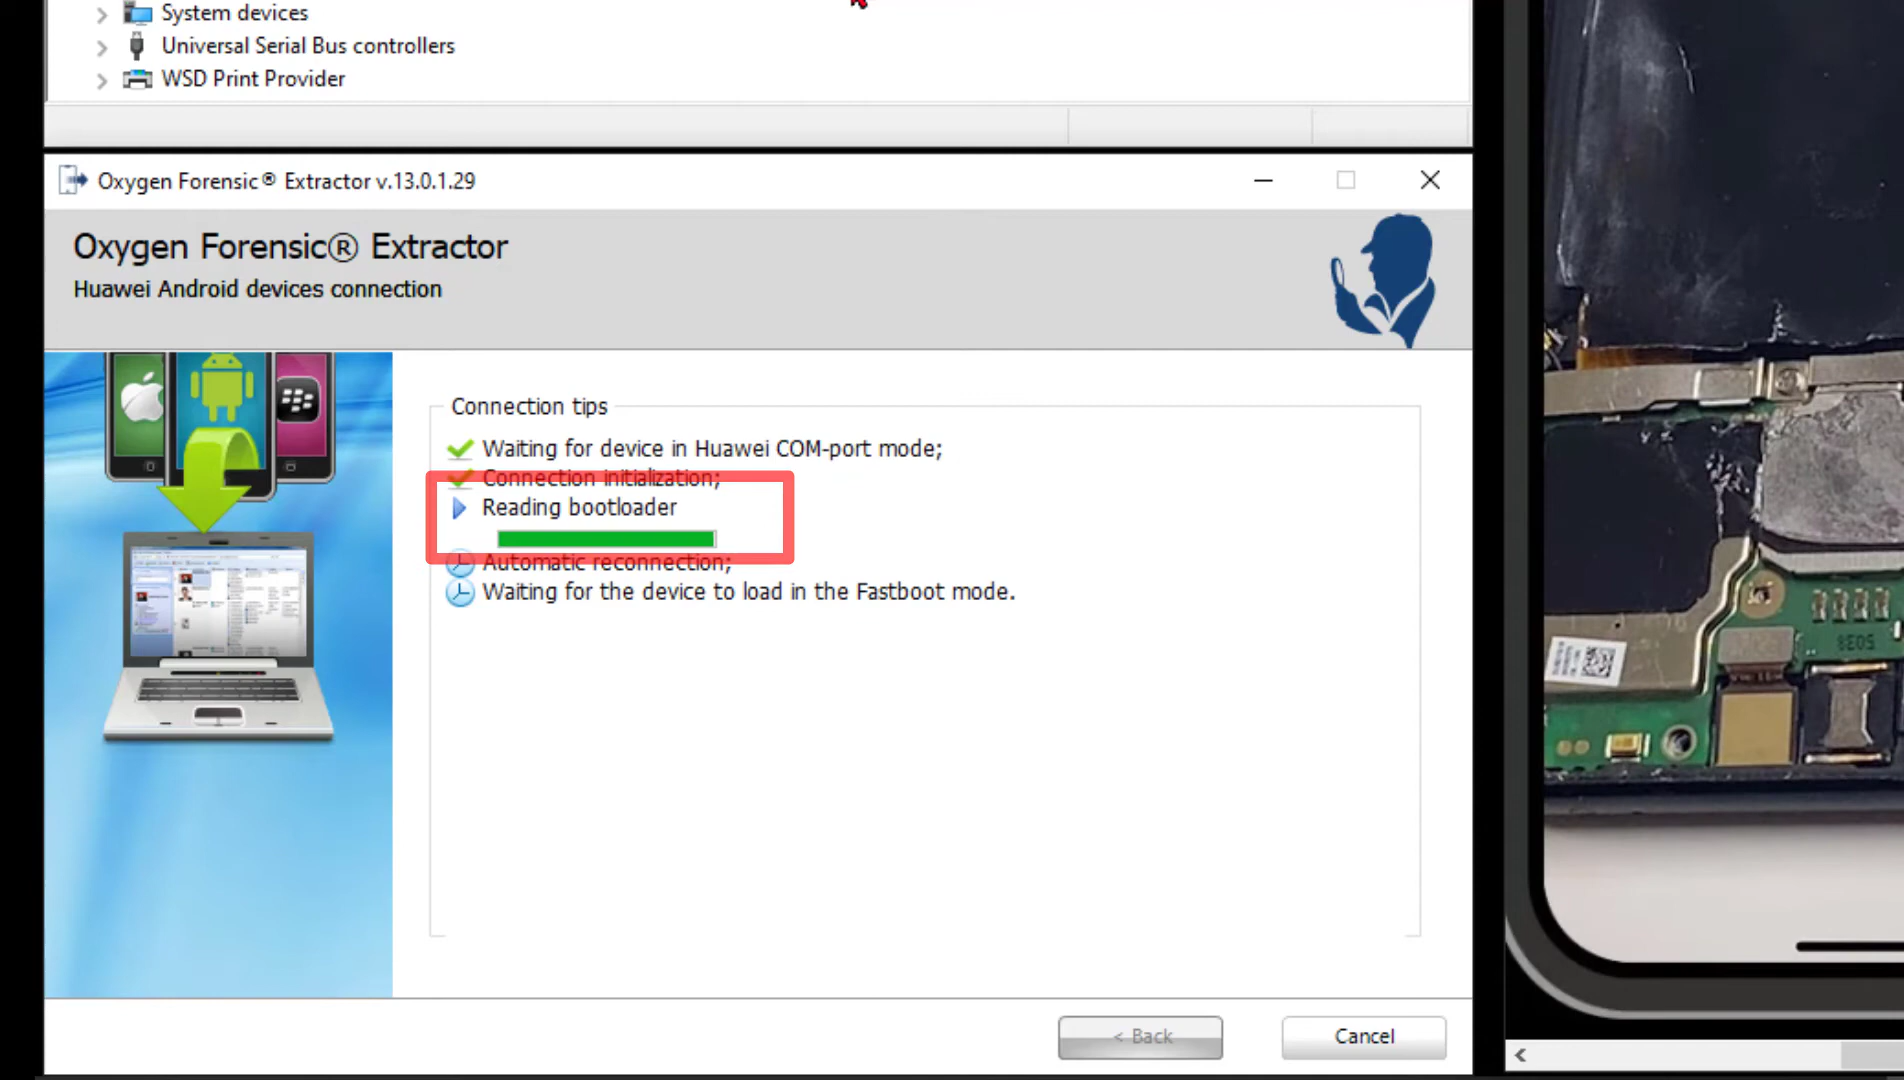 System devices
Universal Serial Bus controllers
WSD Print Provider
Oxygen Forensic® Extractor v.13.0.1.29
Oxygen Forensic® Extractor
Huawei Android devices connection
Connection tips
Waiting for device in Huawei COM-port mode;
Connection initialization;
Reading bootloader
Automatic reconnection;
Waiting for the device to load in the Fastboot mode.
< Back
Cancel